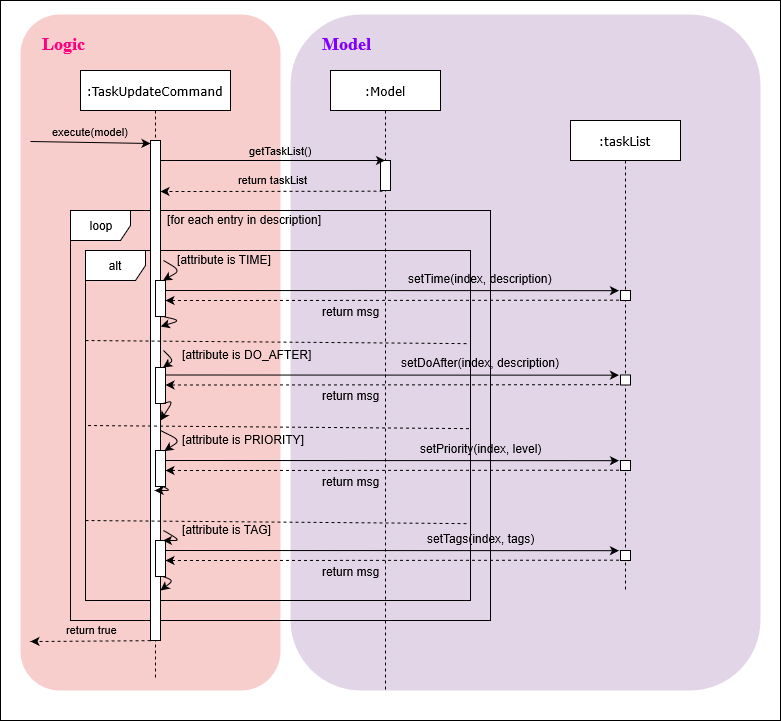 Logic
Model
:TaskUpdateCommand
:Model
:taskList
execute(model)
getTaskList()
return taskList
loop
[for each entry in description]
alt
[attribute is TIME]
setTime(index, description)
return msg
[attribute is DO_AFTER]
setDoAfter(index, description)
return msg
[attribute is PRIORITY]
setPriority(index, level)
return msg
[attribute is TAG]
setTags(index, tags)
return msg
return true